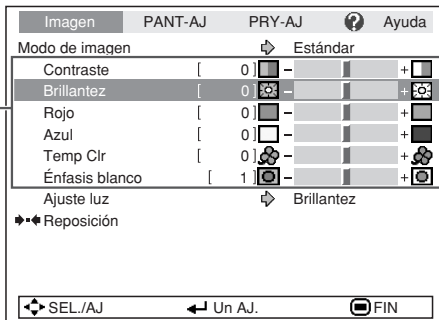 Imagen PANT-AJ PRY-AJ ? Ayuda
Modo de imagen Estándar
Contraste [ 0 ] – +
Brillantez [ 0 ] – +
Rojo [ 0 ] – +
Azul [ 0 ] – +
Temp Clr [ 0 ] – +
Énfasis blanco [ 1 ] – +
Ajuste luz Brillantez
Reposición
SEL./AJ Un AJ. FIN